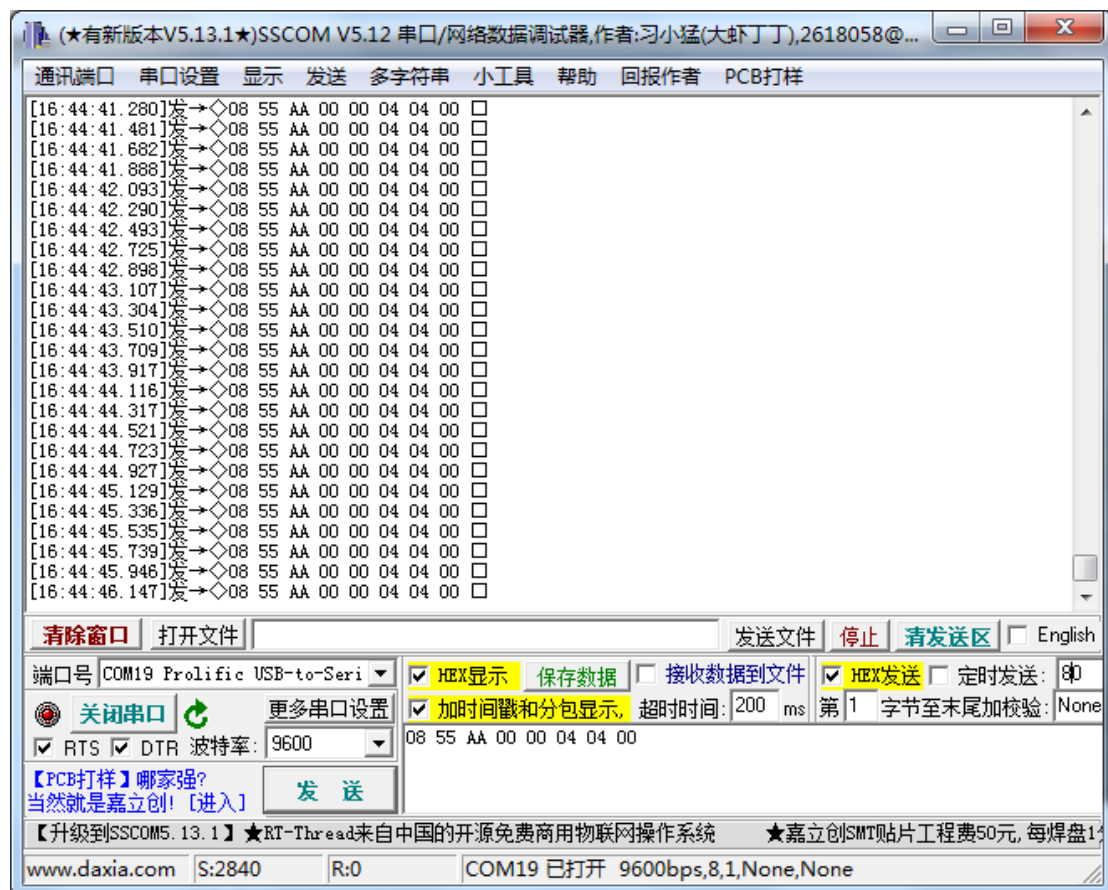 (★有新版本V5.13.1★)SSCOM V5.12 串口/网络数据调试器,作者:习小猛(大虾丁丁),2618058@...
通讯端口 串口设置 显示 发送 多字符串 小工具 帮助 回报作者 PCB打样
[16:44:41.280]发→◇08 55 AA 00 00 04 04 00 □
[16:44:41.481]发→◇08 55 AA 00 00 04 04 00 □
[16:44:41.682]发→◇08 55 AA 00 00 04 04 00 □
[16:44:41.888]发→◇08 55 AA 00 00 04 04 00 □
[16:44:42.093]发→◇08 55 AA 00 00 04 04 00 □
[16:44:42.290]发→◇08 55 AA 00 00 04 04 00 □
[16:44:42.493]发→◇08 55 AA 00 00 04 04 00 □
[16:44:42.725]发→◇08 55 AA 00 00 04 04 00 □
[16:44:42.898]发→◇08 55 AA 00 00 04 04 00 □
[16:44:43.107]发→◇08 55 AA 00 00 04 04 00 □
[16:44:43.304]发→◇08 55 AA 00 00 04 04 00 □
[16:44:43.510]发→◇08 55 AA 00 00 04 04 00 □
[16:44:43.709]发→◇08 55 AA 00 00 04 04 00 □
[16:44:43.917]发→◇08 55 AA 00 00 04 04 00 □
[16:44:44.116]发→◇08 55 AA 00 00 04 04 00 □
[16:44:44.317]发→◇08 55 AA 00 00 04 04 00 □
[16:44:44.521]发→◇08 55 AA 00 00 04 04 00 □
[16:44:44.723]发→◇08 55 AA 00 00 04 04 00 □
[16:44:44.927]发→◇08 55 AA 00 00 04 04 00 □
[16:44:45.129]发→◇08 55 AA 00 00 04 04 00 □
[16:44:45.336]发→◇08 55 AA 00 00 04 04 00 □
[16:44:45.535]发→◇08 55 AA 00 00 04 04 00 □
[16:44:45.739]发→◇08 55 AA 00 00 04 04 00 □
[16:44:45.946]发→◇08 55 AA 00 00 04 04 00 □
[16:44:46.147]发→◇08 55 AA 00 00 04 04 00 □
清除窗口 打开文件 发送文件 停止 清发送区 English
端口号 COM19 Prolific USB-to-Seri HEX显示 保存数据 接收数据到文件 HEX发送 定时发送:
关闭串口 更多串口设置 加时间戳和分包显示, 超时时间: 200 ms 第 1 字节至末尾加校验: None
RTS DTR 波特率: 9600
08 55 AA 00 00 04 04 00
【PCB打样】哪家强?
当然就是嘉立创! [进入]
发 送
【升级到SSCOM5.13.1】★RT-Thread来自中国的开源免费商用物联网操作系统 ★嘉立创SMT贴片工程费50元,每焊盘1
www.daxia.com S:2840 R:0 COM19 已打开 9600bps,8,1,None,None